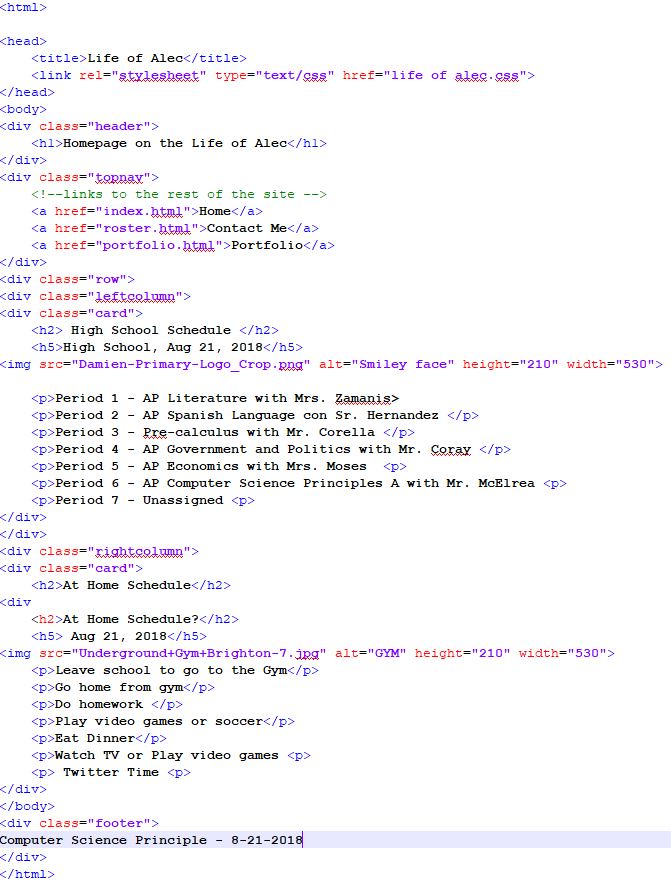 <html>
<head>
<title>Life of Alec</title>
<link rel="stylesheet" type="text/css" href="life of alec.css">
</head>
<body>
<div class="header">
<h1>Homepage on the Life of Alec</h1>
</div>
<div class="topnav">
<!--links to the rest of the site -->
<a href="index.html">Home</a>
<a href="roster.html">Contact Me</a>
<a href="portfolio.html">Portfolio</a>
</div>
<div class="row">
<div class="leftcolumn">
<div class="card">
<h2> High School Schedule </h2>
<h5>High School, Aug 21, 2018</h5>
<img src="Damien-Primary-Logo_Crop.png" alt="Smiley face" height="210" width="530">
<p>Period 1 - AP Literature with Mrs. Zamanis>
<p>Period 2 - AP Spanish Language con Sr. Hernandez </p>
<p>Period 3 - Pre-calculus with Mr. Corella </p>
<p>Period 4 - AP Government and Politics with Mr. Coray </p>
<p>Period 5 - AP Economics with Mrs. Moses  <p>
<p>Period 6 - AP Computer Science Principles A with Mr. McElrea <p>
<p>Period 7 - Unassigned <p>
</div>
</div>
<div class="rightcolumn">
<div class="card">
<h2>At Home Schedule</h2>
<div
<h2>At Home Schedule?</h2>
<h5> Aug 21, 2018</h5>
<img src="Underground+Gym+Brighton-7.jpg" alt="GYM" height="210" width="530">
<p>Leave school to go to the Gym</p>
<p>Go home from gym</p>
<p>Do homework </p>
<p>Play video games or soccer</p>
<p>Eat Dinner</p>
<p>Watch TV or Play video games <p>
<p> Twitter Time <p>
</div>
</body>
<div class="footer">
Computer Science Principle - 8-21-2018
</div>
</html>